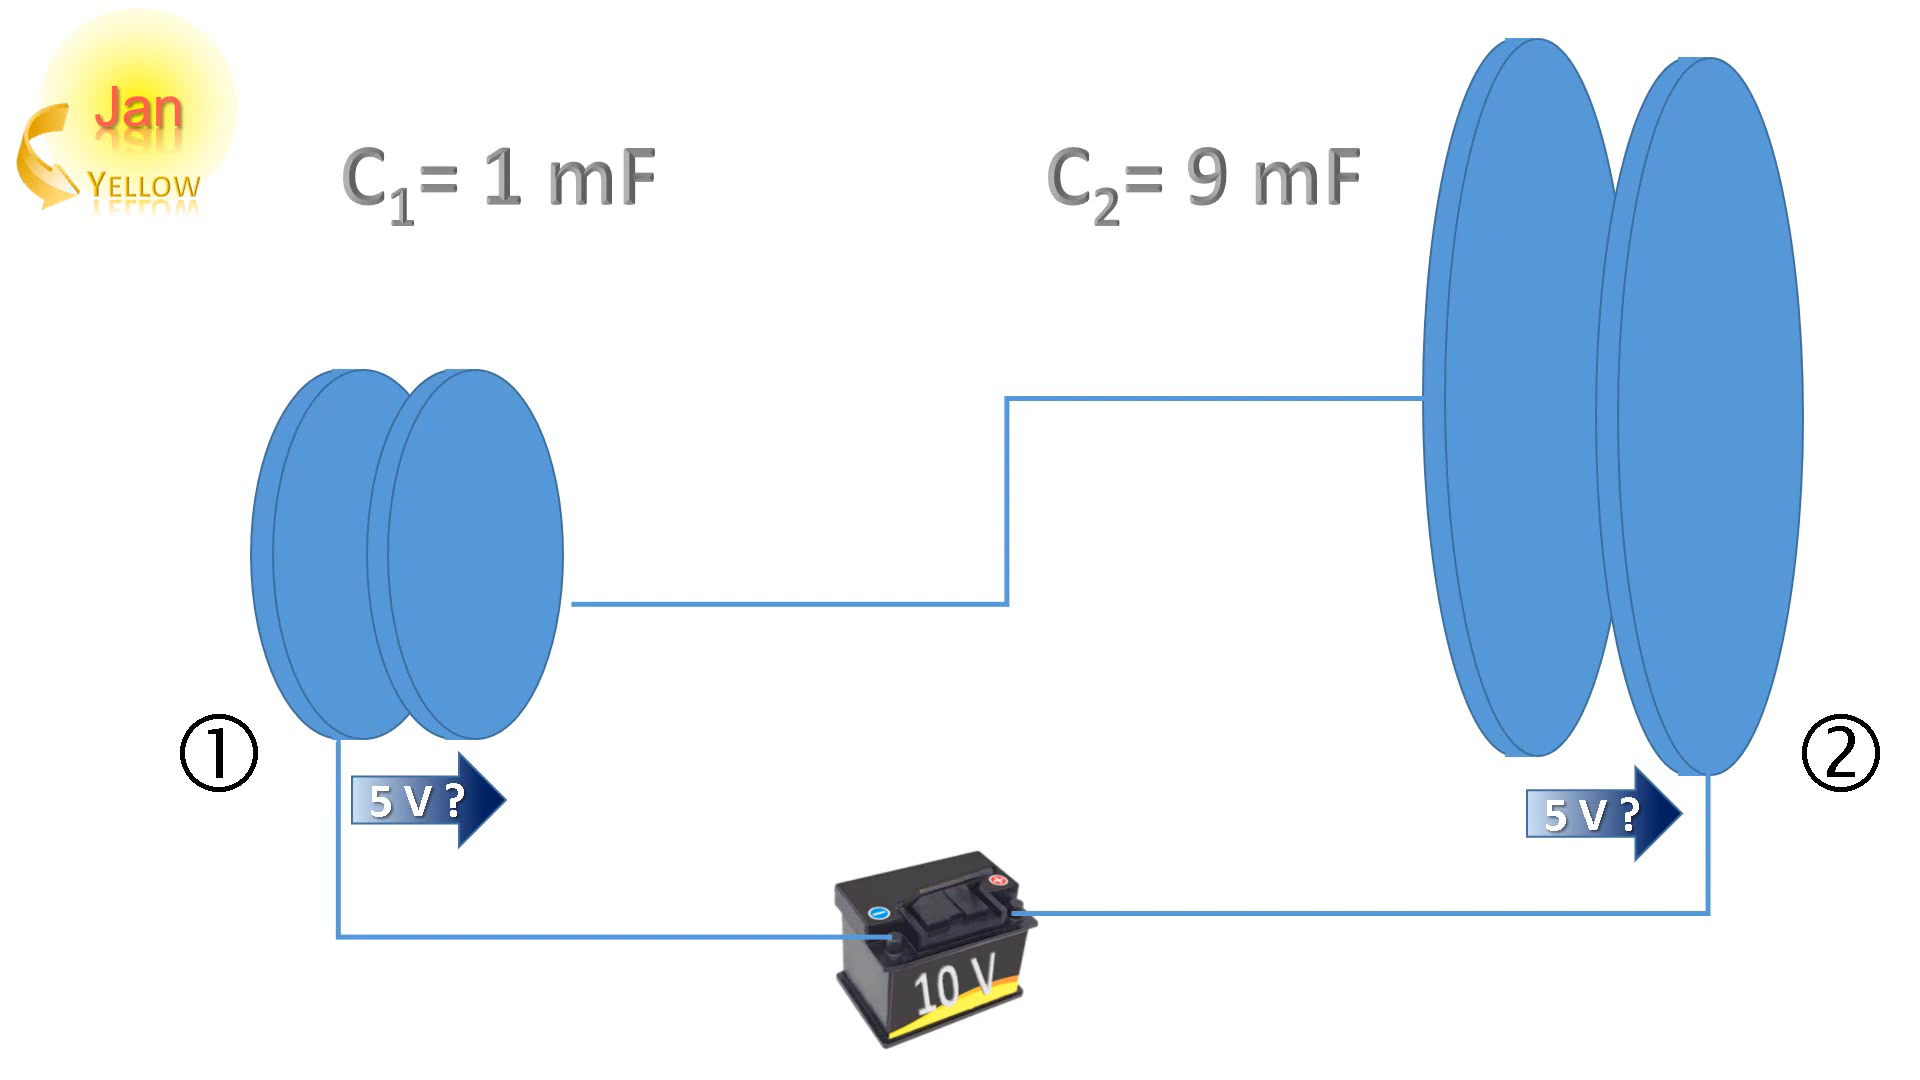 Jan
YELLOW
C₁= 1 mF
C₂= 9 mF
①
5 V ?
5 V ?
②
10 V